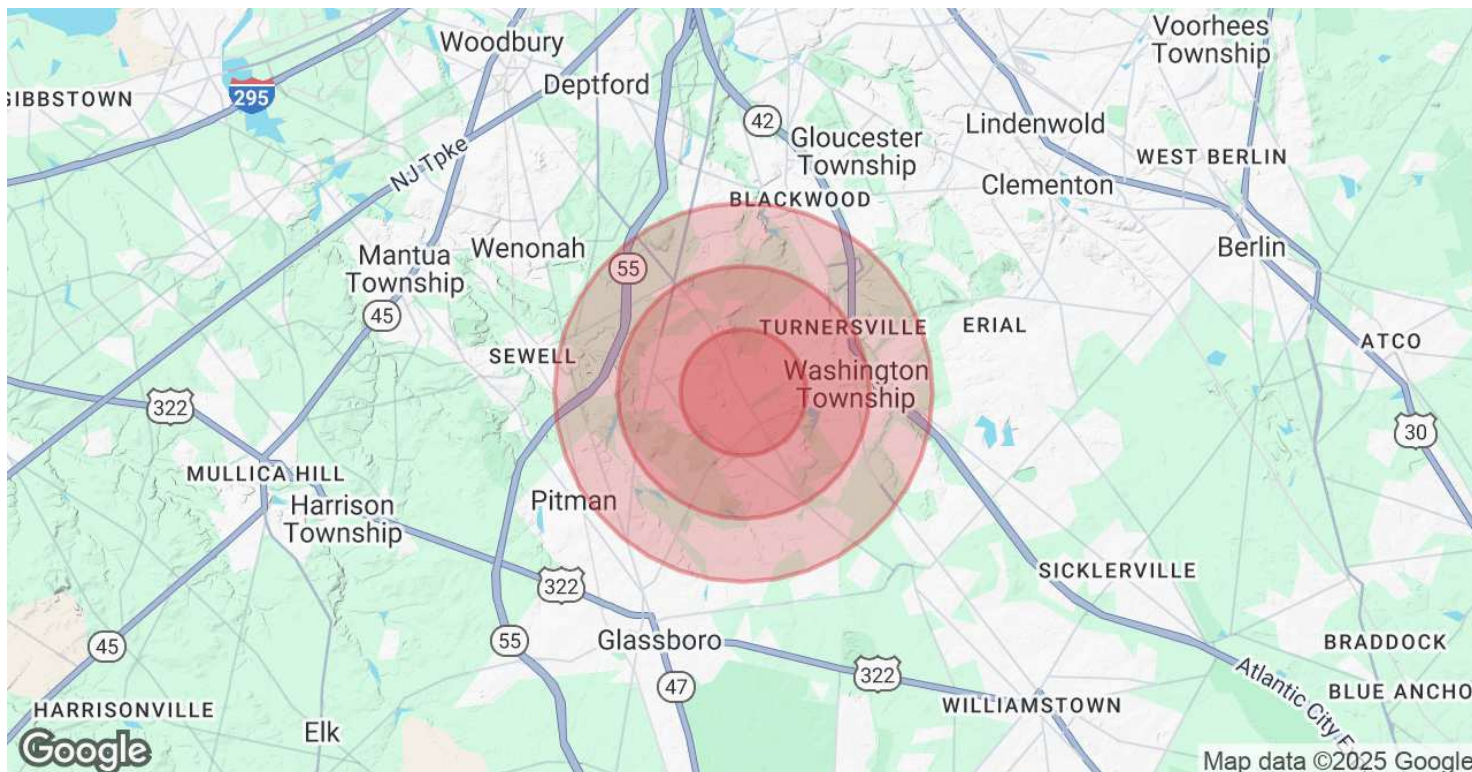 Voorhees
Township
Woodbury
Deptford
GIBBSTOWN
295
42
Lindenwold
Gloucester
Township
NJ Tpke
WEST BERLIN
Clementon
BLACKWOOD
Wenonah
Mantua
Township
55
Berlin
45
TURNERSVILLE
ERIAL
ATCO
SEWELL
Washington
Township
322
30
MULLICA HILL
Pitman
Harrison
Township
SICKLERVILLE
322
55
Glassboro
45
BRADDOCK
47
322
Atlantic City E
BLUE ANCHO
WILLIAMSTOWN
HARRISONVILLE
Elk
Google
Map data ©2025 Google